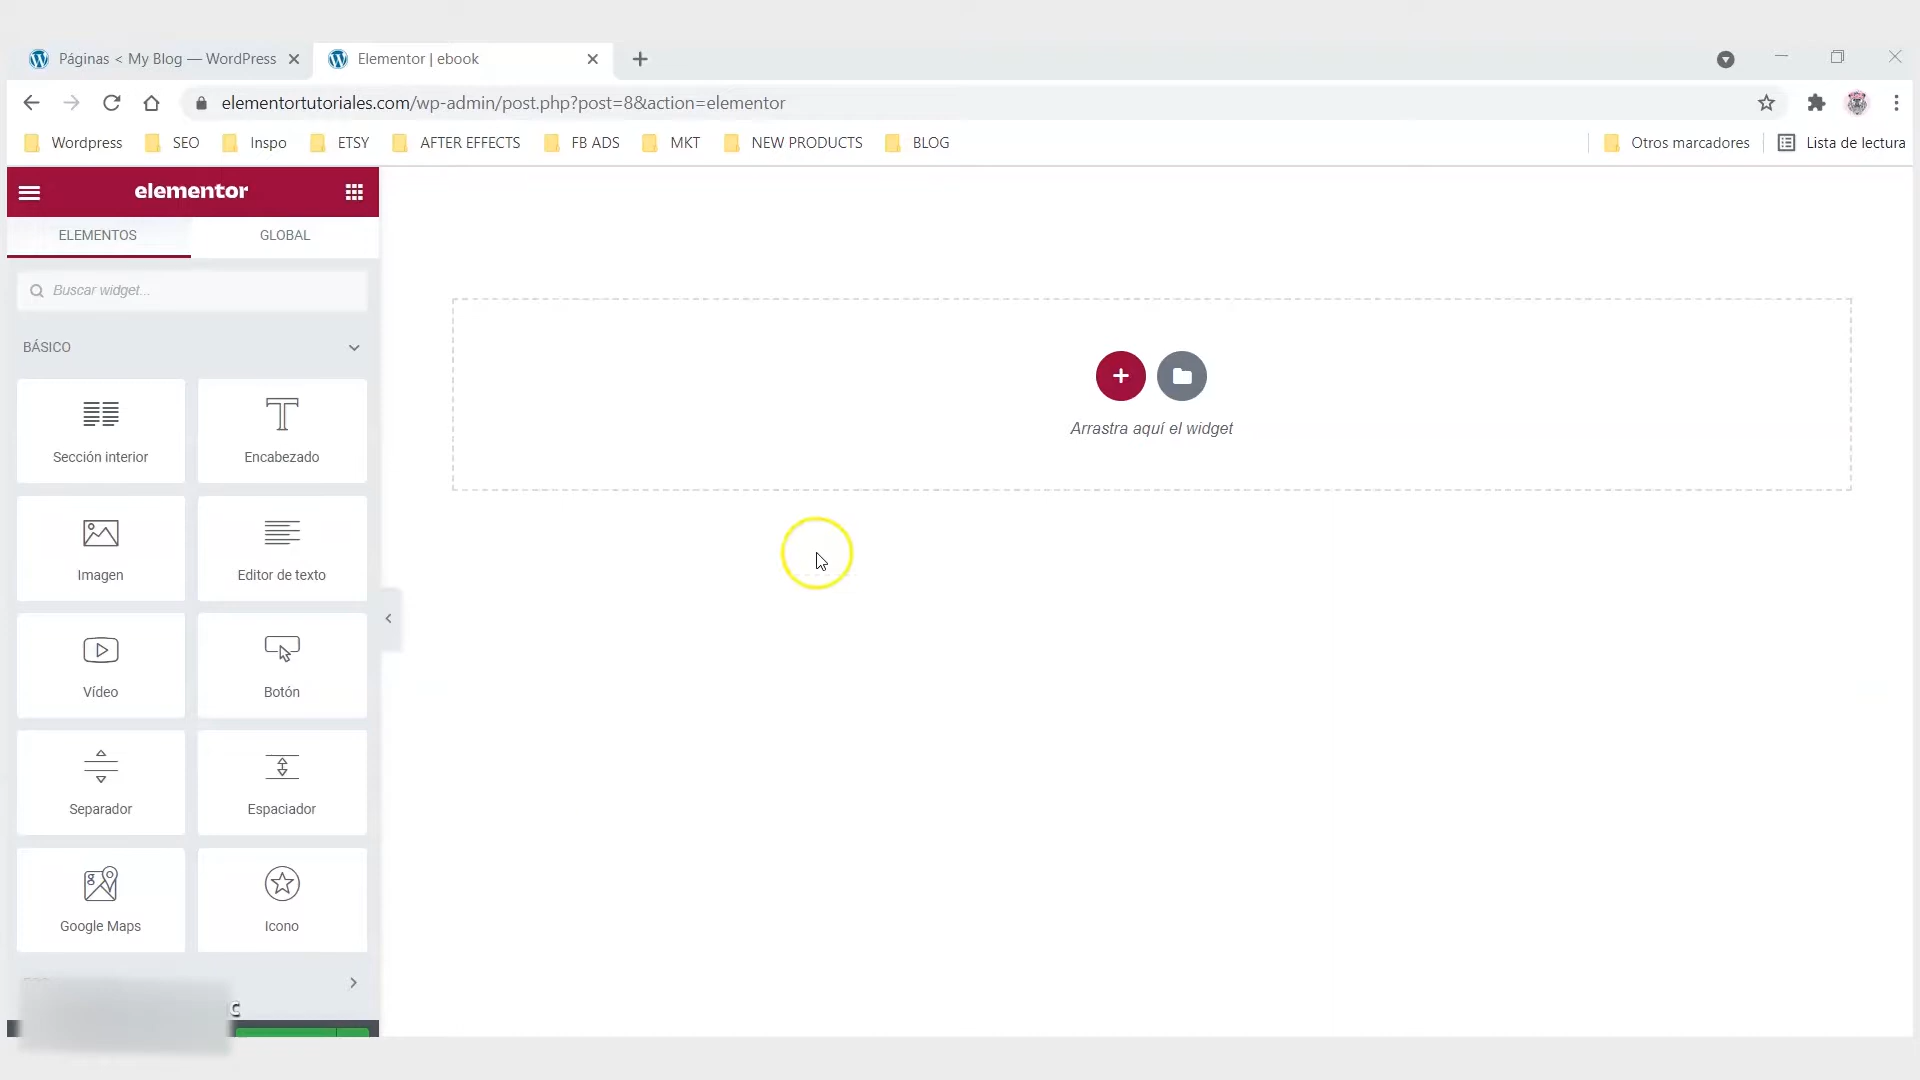 Páginas < My Blog — WordPress
Elementor | ebook
elementortutoriales.com/wp-admin/post.php?post=8&action=elementor
Wordpress SEO Inspo ETSY AFTER EFFECTS FB ADS MKT NEW PRODUCTS BLOG Otros marcadores Lista de lectura
elementor
ELEMENTOS GLOBAL
Buscar widget...
BÁSICO
Sección interior Encabezado
Imagen Editor de texto
Vídeo Botón
Separador Espaciador
Google Maps Icono
Arrastra aquí el widget